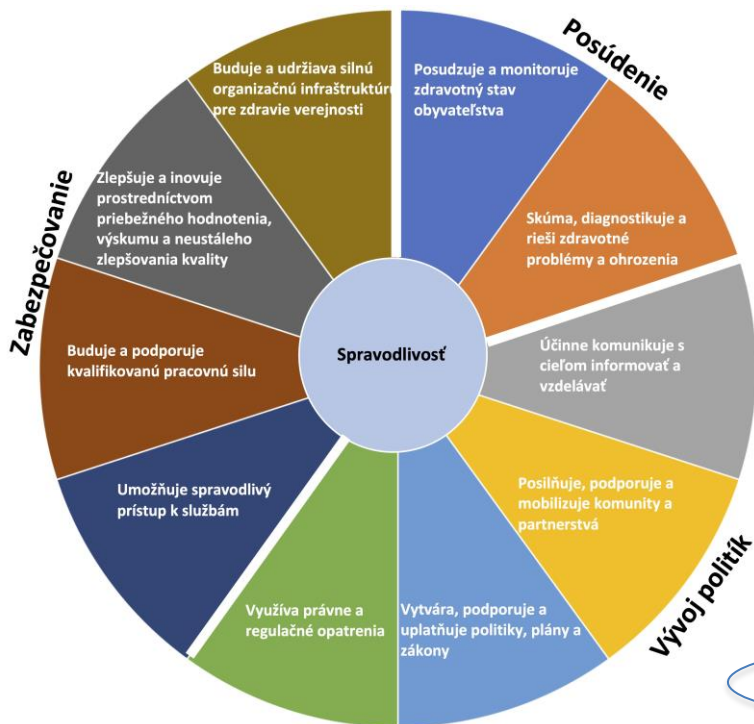 Posúdenie
Posudzuje a monitoruje
zdravotný stav
obyvateľstva
Skúma, diagnostikuje a
rieši zdravotné
problémy a ohrozenia
Účinne komunikuje s
cieľom informovať a
vzdelávať
Posilňuje, podporuje a
mobilizuje komunity a
partnerstvá
Vývoj politík
Vytvára, podporuje a
uplatňuje politiky, plány a
zákony
Využíva právne a
regulačné opatrenia
Umožňuje spravodlivý
prístup k službám
Buduje a podporuje
kvalifikovanú pracovnú silu
Zabezpečovanie
Zlepšuje a inovuje
prostredníctvom
priebežného hodnotenia,
výskumu a neustáleho
zlepšovania kvality
Buduje a udržiava silnú
organizačnú infraštruktúru
pre zdravie verejnosti
Spravodlivosť